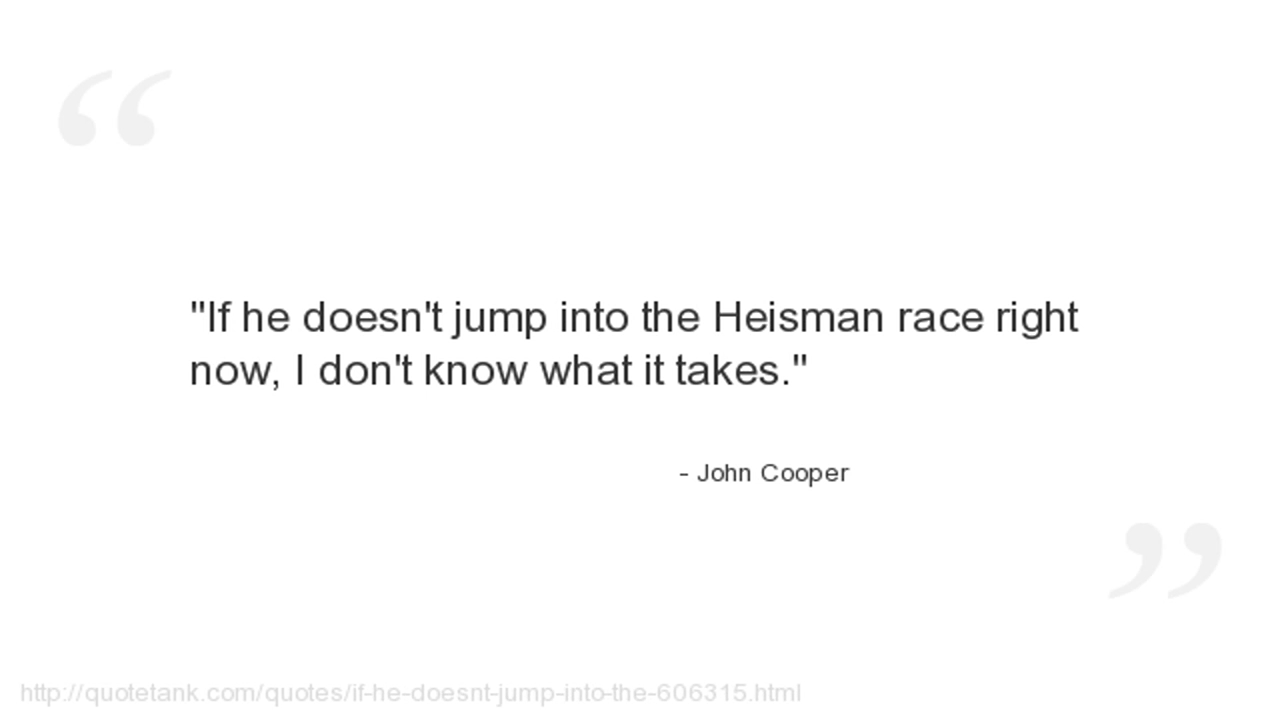 "If he doesn't jump into the Heisman race right
now, I don't know what it takes."
- John Cooper
http://quotetank.com/quotes/if-he-doesnt-jump-into-the-606315.html